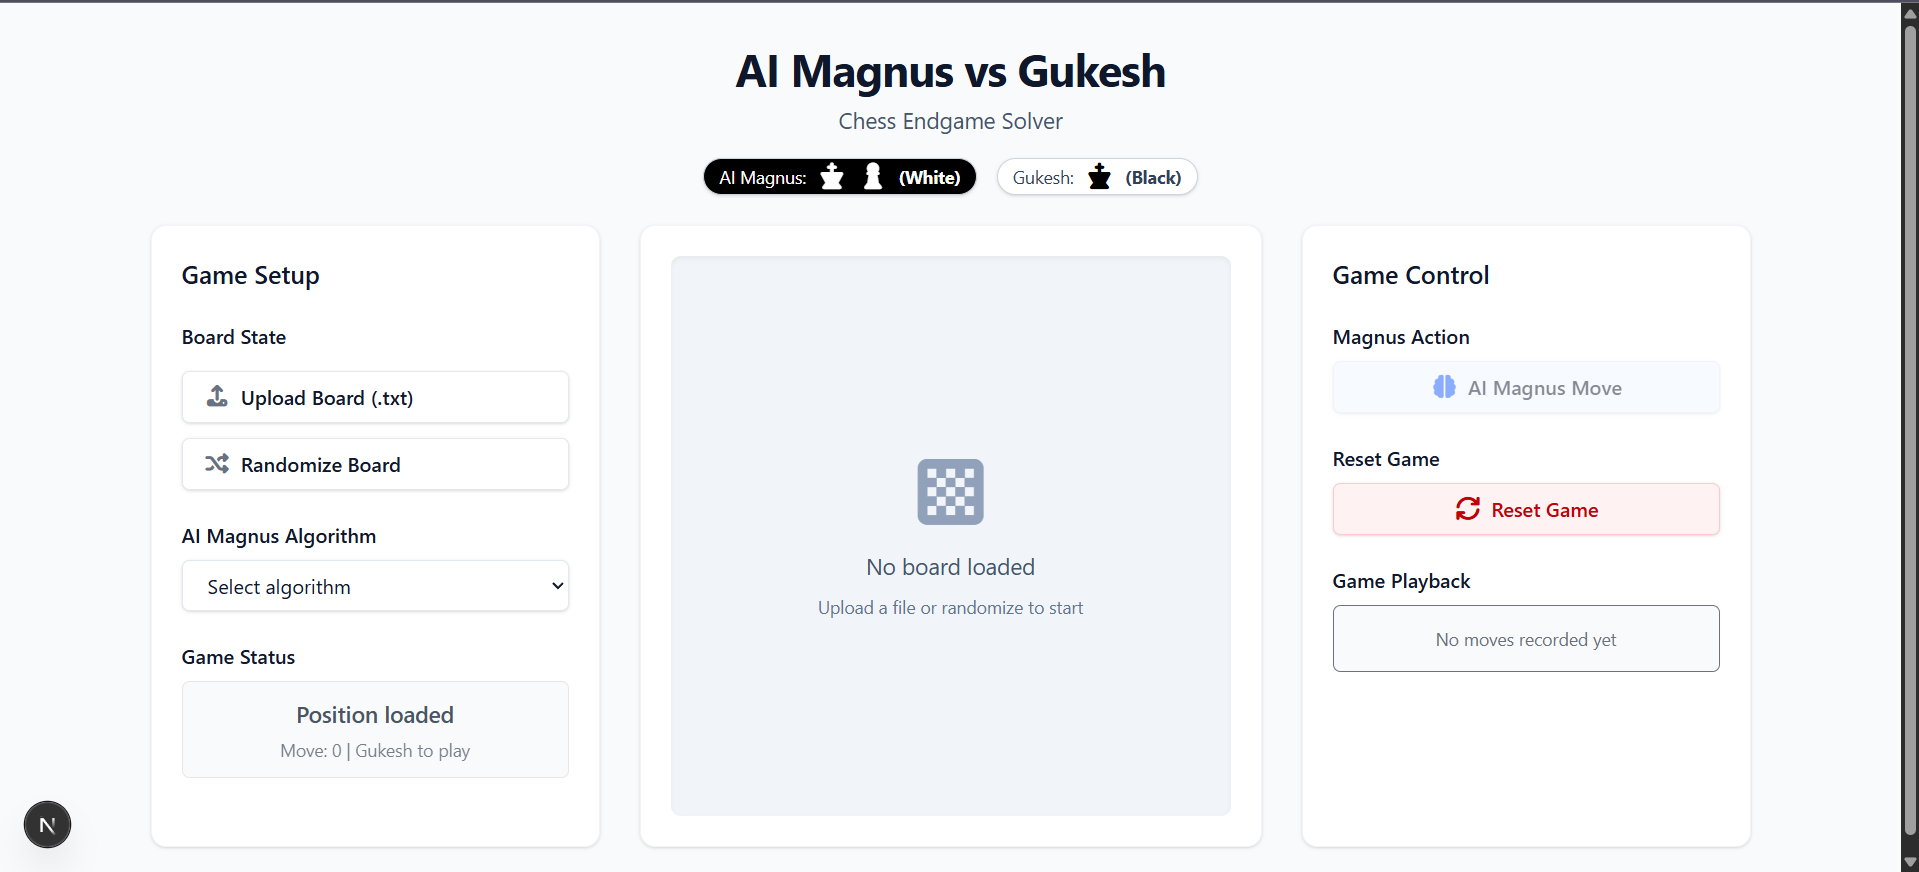 AI Magnus vs Gukesh
Chess Endgame Solver
AI Magnus: (White)
Gukesh: (Black)
Game Setup
Board State
Upload Board (.txt)
Randomize Board
AI Magnus Algorithm
Select algorithm
Game Status
Position loaded
Move: 0 | Gukesh to play
No board loaded
Upload a file or randomize to start
Game Control
Magnus Action
AI Magnus Move
Reset Game
Reset Game
Game Playback
No moves recorded yet
N